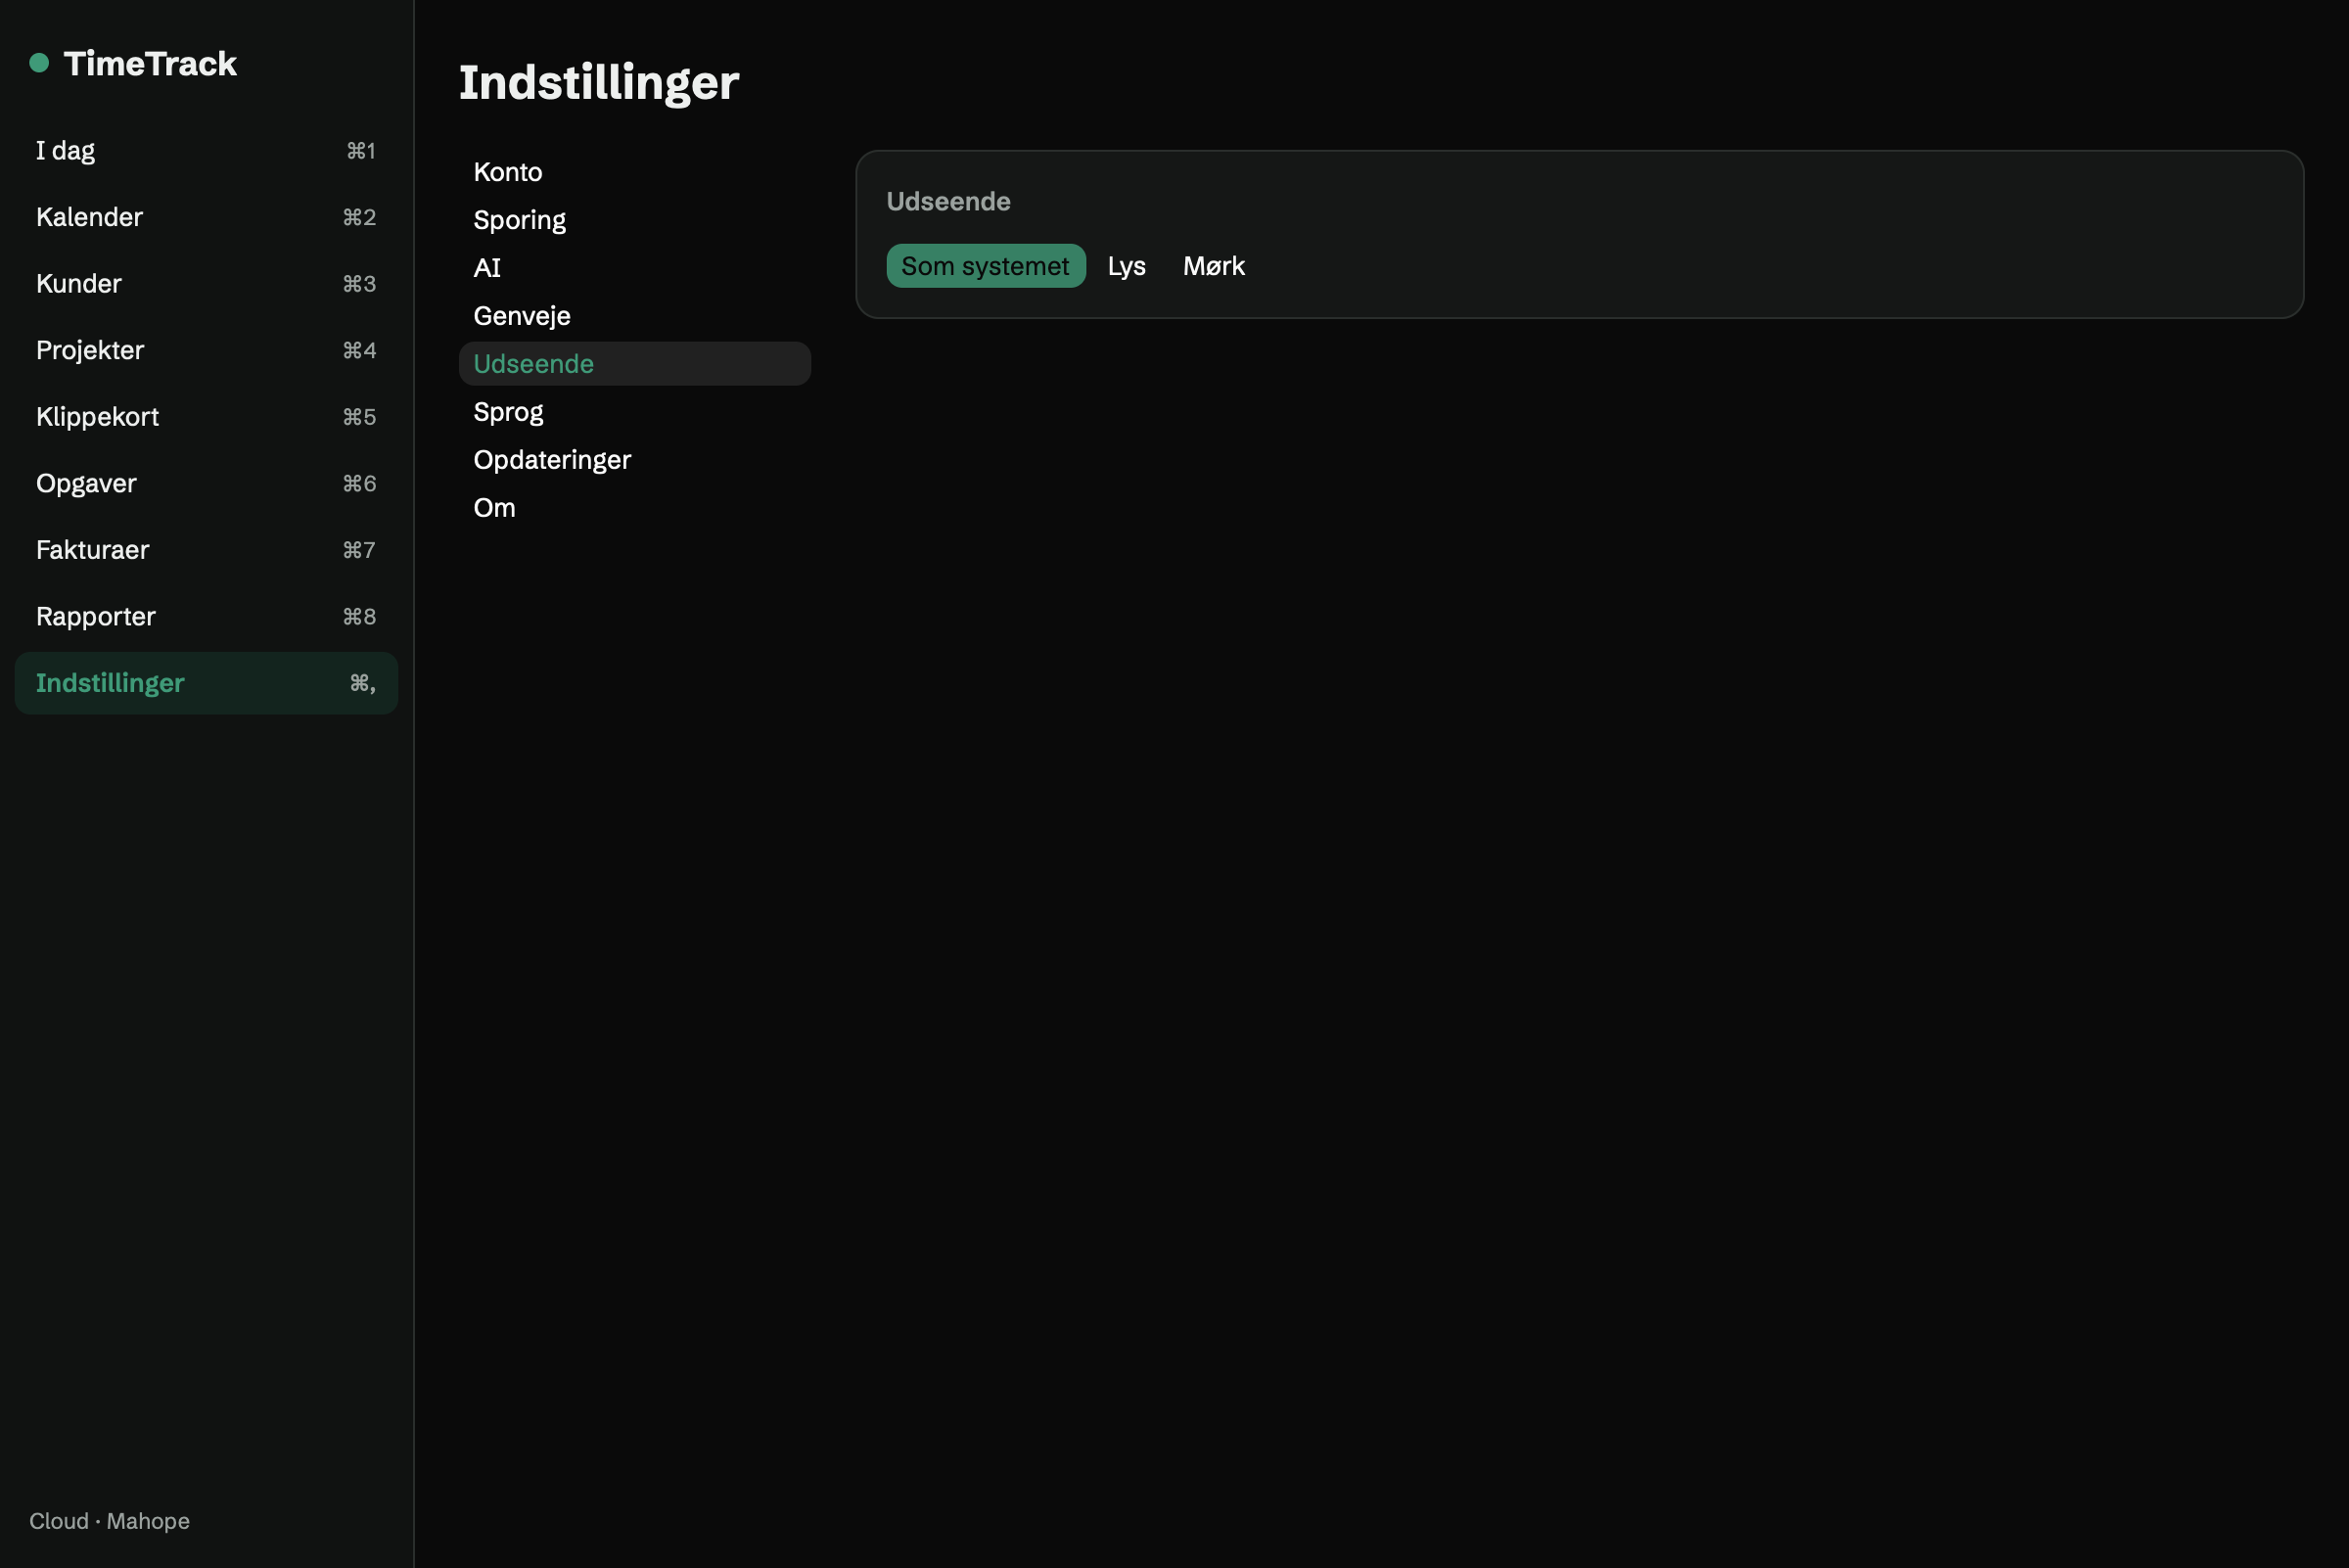 TimeTrack
I dag ⌘1
Kalender ⌘2
Kunder ⌘3
Projekter ⌘4
Klippekort ⌘5
Opgaver ⌘6
Fakturaer ⌘7
Rapporter ⌘8
Indstillinger ⌘,
Cloud · Mahope
Indstillinger
Konto
Sporing
AI
Genveje
Udseende
Sprog
Opdateringer
Om
Udseende
Som systemet Lys Mørk